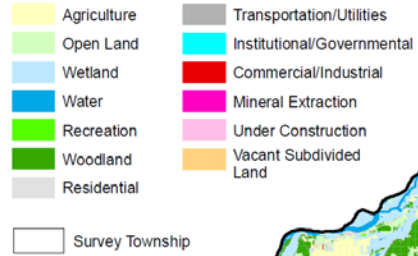 Agriculture
Open Land
Wetland
Water
Recreation
Woodland
Residential
Transportation/Utilities
Institutional/Governmental
Commercial/Industrial
Mineral Extraction
Under Construction
Vacant Subdivided
Land
Survey Township